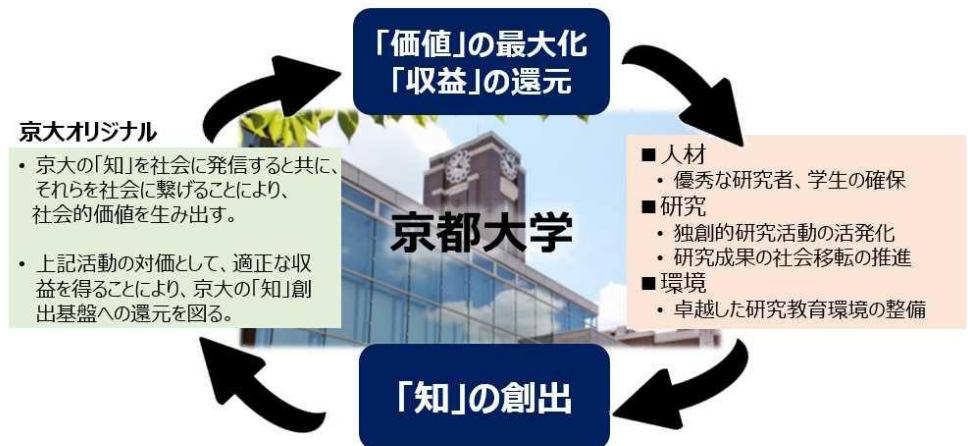 「価値」の最大化
「収益」の還元
京大オリジナル
• 京大の「知」を社会に発信すると共に、
それらを社会に繋げることにより、
社会的価値を生み出す。
• 上記活動の対価として、適正な収
益を得ることにより、京大の「知」創
出基盤への還元を図る。
京都大学
■人材
• 優秀な研究者、学生の確保
■研究
• 独創的研究活動の活発化
• 研究成果の社会移転の推進
■環境
• 卓越した研究教育環境の整備
「知」の創出